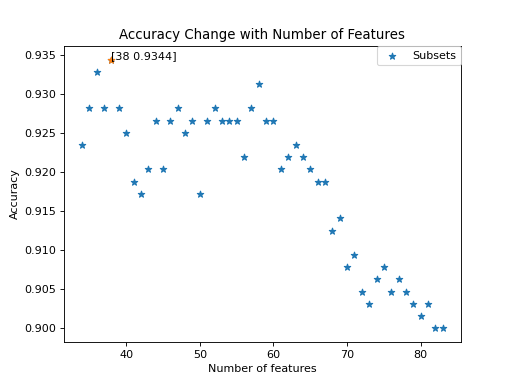 Accuracy Change with Number of Features
[38 0.9344]
Subsets
0.935
0.930
0.925
0.920
0.915
0.910
0.905
0.900
Accuracy
40 50 60 70 80
Number of features